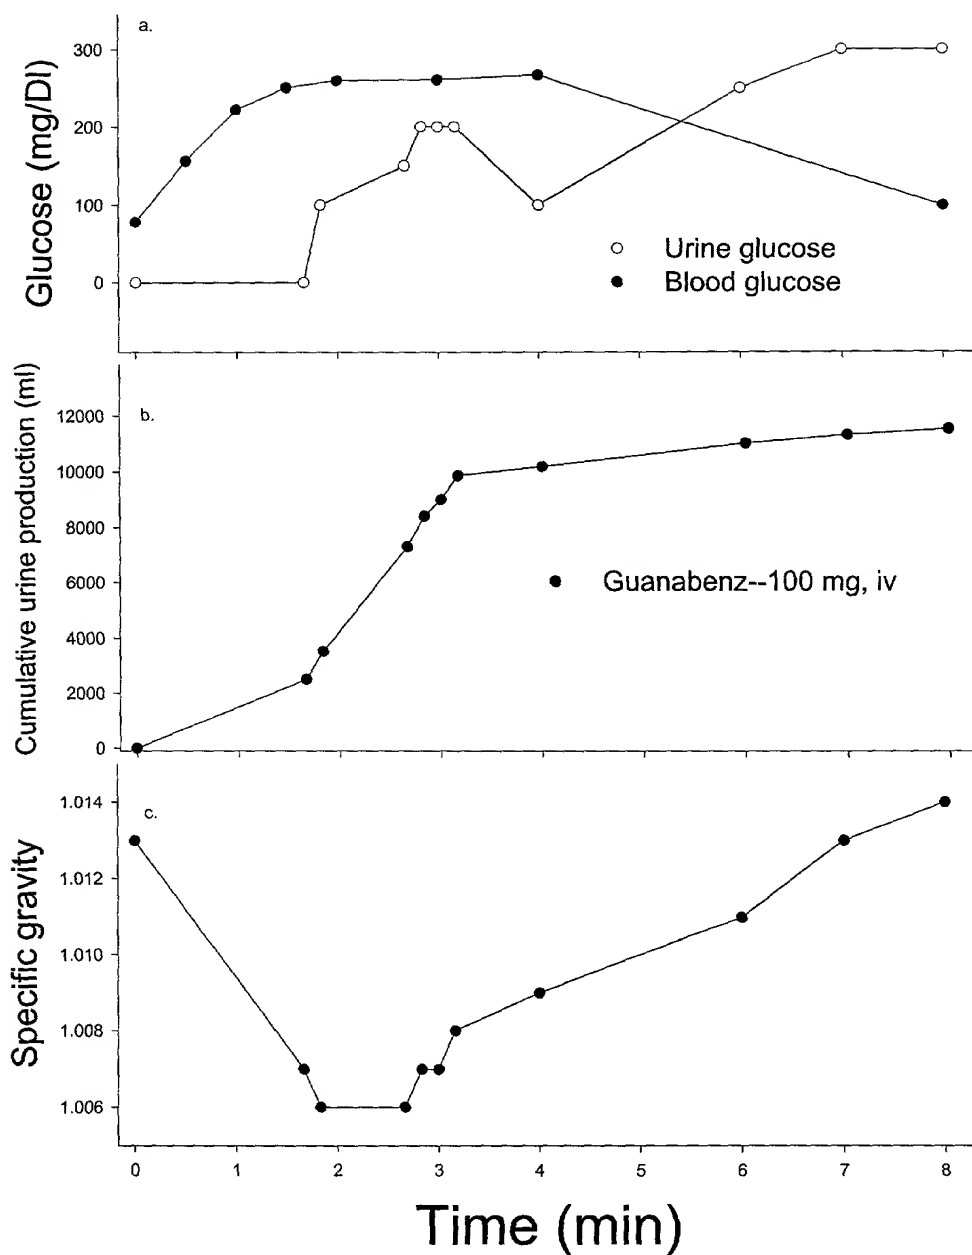 a.
Glucose (mg/Dl)
300
200
100
0
Urine glucose
Blood glucose
b.
Cumulative urine production (ml)
12000
10000
8000
6000
4000
2000
0
Guanabenz--100 mg, iv
c.
Specific gravity
1.014
1.012
1.010
1.008
1.006
0 1 2 3 4 5 6 7 8
Time (min)